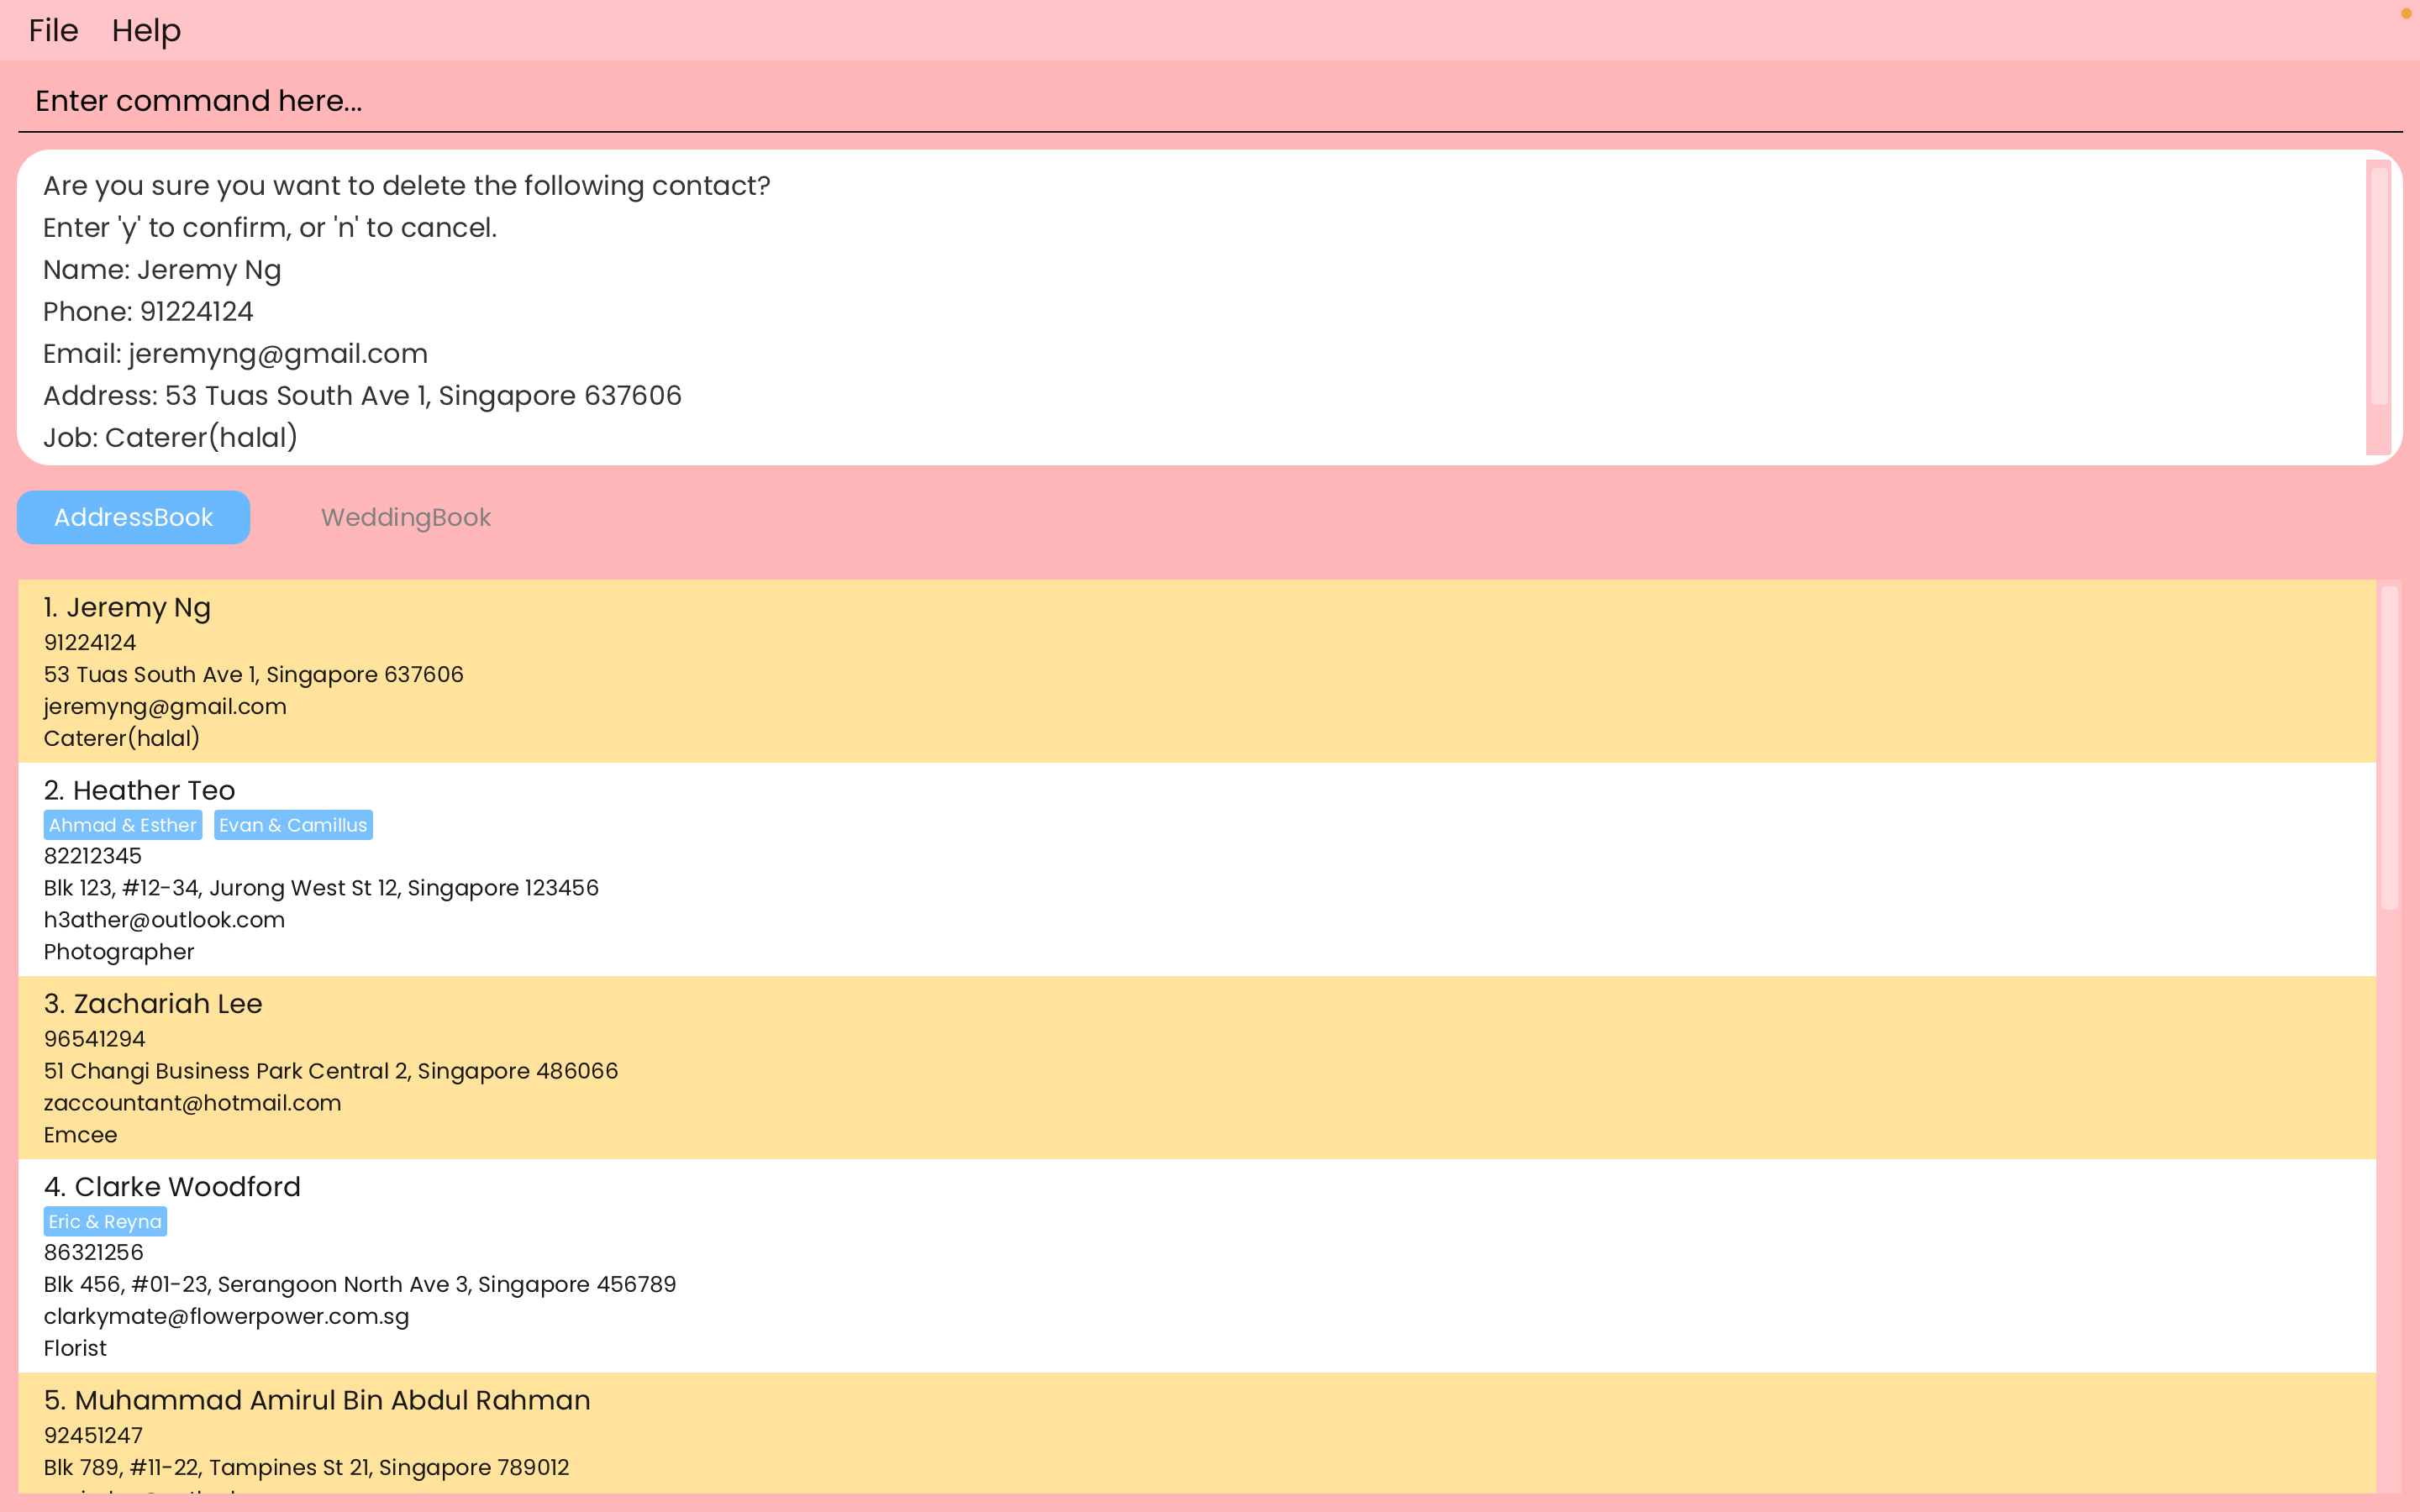 File Help
Enter command here...
Are you sure you want to delete the following contact?
Enter 'y' to confirm, or 'n' to cancel.
Name: Jeremy Ng
Phone: 91224124
Email: jeremyng@gmail.com
Address: 53 Tuas South Ave 1, Singapore 637606
Job: Caterer(halal)
AddressBook WeddingBook
1. Jeremy Ng
91224124
53 Tuas South Ave 1, Singapore 637606
jeremyng@gmail.com
Caterer(halal)
2. Heather Teo
Ahmad & Esther Evan & Camillus
82212345
Blk 123, #12-34, Jurong West St 12, Singapore 123456
h3ather@outlook.com
Photographer
3. Zachariah Lee
96541294
51 Changi Business Park Central 2, Singapore 486066
zaccountant@hotmail.com
Emcee
4. Clarke Woodford
Eric & Reyna
86321256
Blk 456, #01-23, Serangoon North Ave 3, Singapore 456789
clarkymate@flowerpower.com.sg
Florist
5. Muhammad Amirul Bin Abdul Rahman
92451247
Blk 789, #11-22, Tampines St 21, Singapore 789012